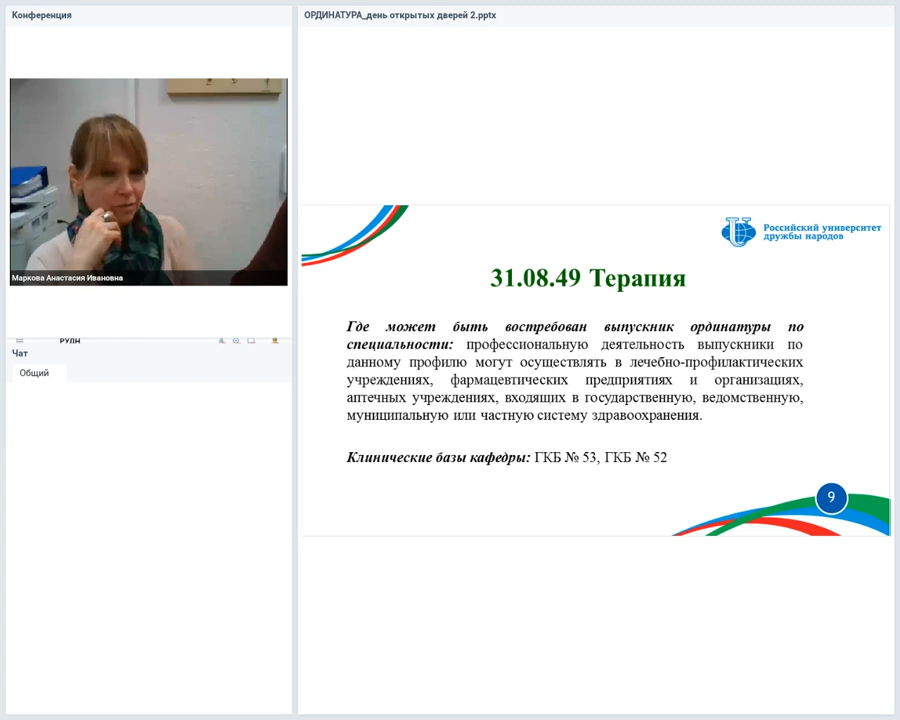 Конференция
ОРДИНАТУРА_день открытых дверей 2.pptx
Маркова Анастасия Ивановна
РУДН
Чат
Общий
Российский университет
дружбы народов
31.08.49 Терапия
Где может быть востребован выпускник ординатуры по
специальности: профессиональную деятельность выпускники по
данному профилю могут осуществлять в лечебно-профилактических
учреждениях, фармацевтических предприятиях и организациях,
аптечных учреждениях, входящих в государственную, ведомственную,
муниципальную или частную систему здравоохранения.
Клинические базы кафедры: ГКБ № 53, ГКБ № 52
9